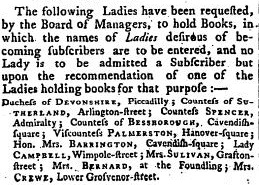 The following Ladies have been requested,
by the Board of Managers, to hold Books, in
which the names of Ladies desirous of be-
coming subscribers are to be entered, and no
Lady is to be admitted a Subscriber but
upon the recommendation of one of the
Ladies holding books for that purpose:—
Duchess of DEVONSHIRE, Piccadilly; Countess of SU-
THERLAND, Arlington-street; Countess SPENCER,
Admiralty; Countess of BESSBOROUGH, Cavendish-
square; Viscountess PALMERSTON, Hanover-square;
Hon. Mrs. BARRINGTON, Cavendish-square; Lady
CAMPBELL, Wimpole-street; Mrs. SULIVAN, Grafton-
street; Mrs. BERNARD, at the Foundling; Mrs.
CREWE, Lower Grosvenor-street.